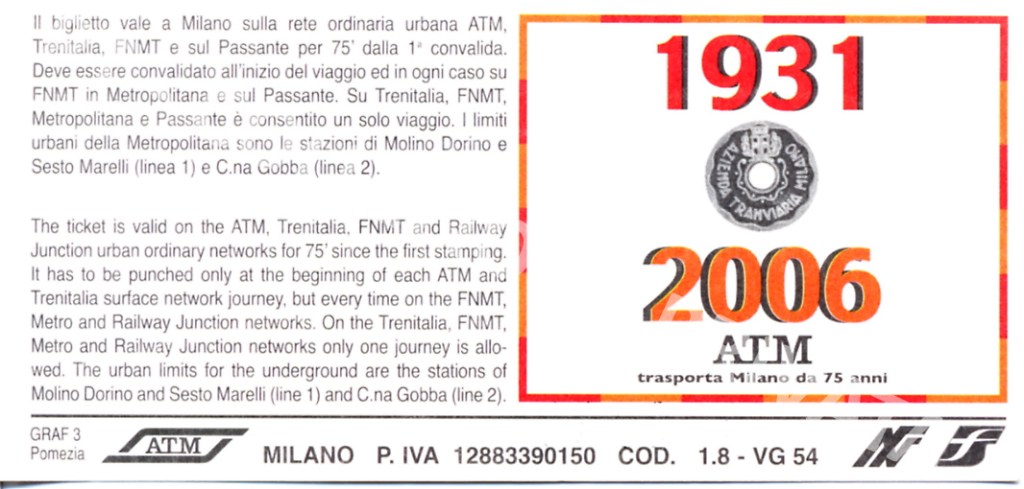 Il biglietto vale a Milano sulla rete ordinaria urbana ATM,
Trenitalia, FNMT e sul Passante per 75' dalla 1ª convalida.
Deve essere convalidato all'inizio del viaggio ed in ogni caso su
FNMT in Metropolitana e sul Passante. Su Trenitalia, FNMT,
Metropolitana e Passante è consentito un solo viaggio. I limiti
urbani della Metropolitana sono le stazioni di Molino Dorino e
Sesto Marelli (linea 1) e C.na Gobba (linea 2).
The ticket is valid on the ATM, Trenitalia, FNMT and Railway
Junction urban ordinary networks for 75' since the first stamping.
It has to be punched only at the beginning of each ATM and
Trenitalia surface network journey, but every time on the FNMT,
Metro and Railway Junction networks. On the Trenitalia, FNMT,
Metro and Railway Junction networks only one journey is allo-
wed. The urban limits for the underground are the stations of
Molino Dorino and Sesto Marelli (line 1) and C.na Gobba (line 2).
1931
AZIENDA TRANVIARIA MILANO
2006
ATM
trasporta Milano da 75 anni
GRAF 3
Pomezia
ATM
MILANO P. IVA 12883390150 COD. 1.8 - VG 54